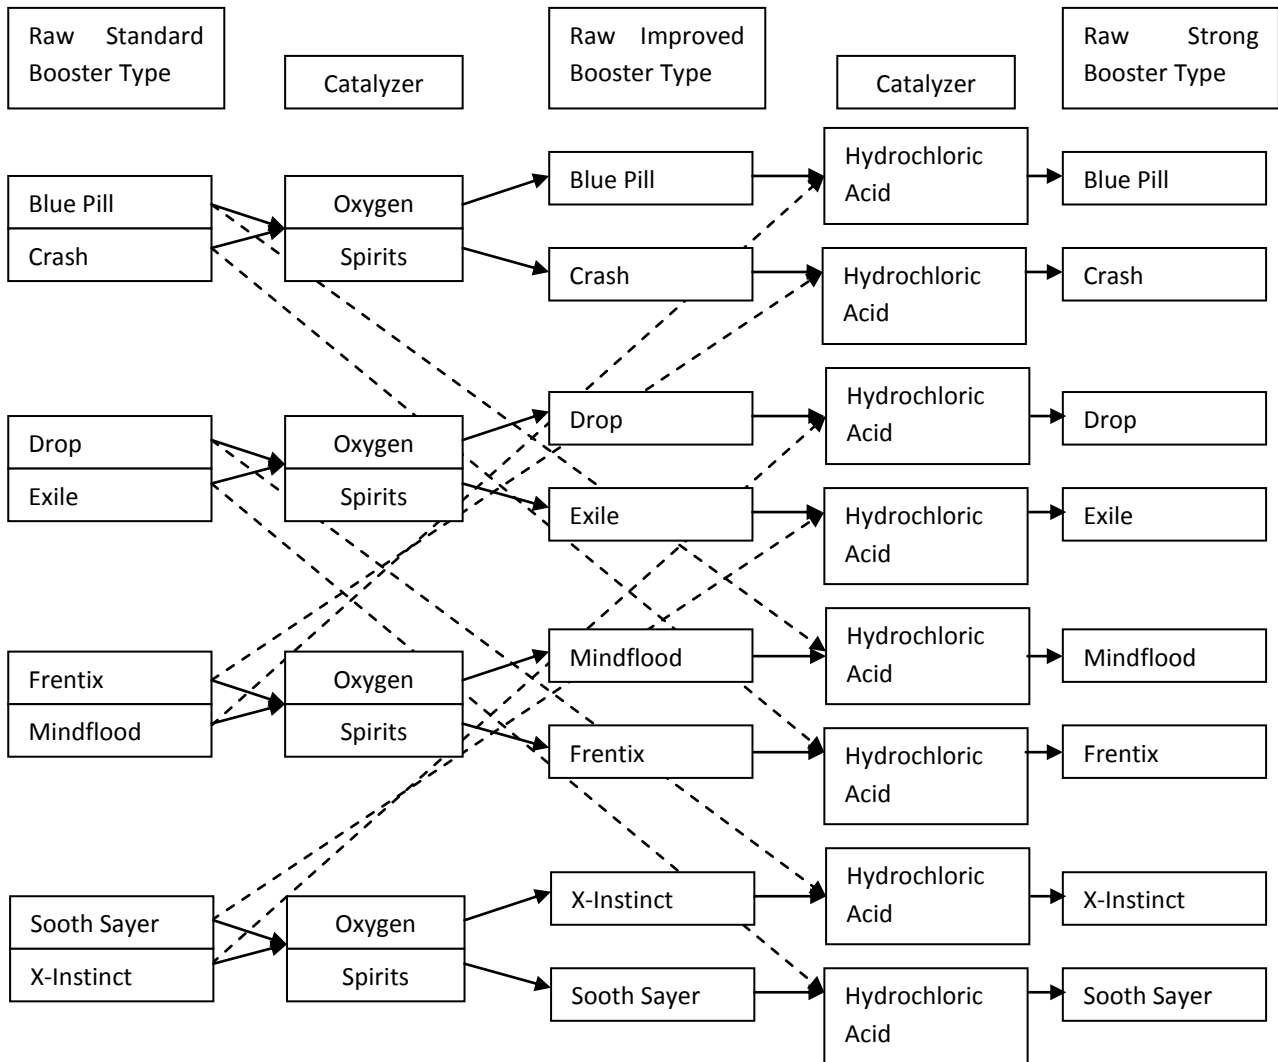 Raw Standard
Booster Type
Catalyzer
Raw Improved
Booster Type
Catalyzer
Raw Strong
Booster Type
Blue Pill
Crash
Oxygen
Spirits
Blue Pill
Crash
Hydrochloric
Acid
Hydrochloric
Acid
Blue Pill
Crash
Drop
Exile
Oxygen
Spirits
Drop
Exile
Hydrochloric
Acid
Hydrochloric
Acid
Drop
Exile
Frentix
Mindflood
Oxygen
Spirits
Mindflood
Frentix
Hydrochloric
Acid
Hydrochloric
Acid
Mindflood
Frentix
Sooth Sayer
X-Instinct
Oxygen
Spirits
X-Instinct
Sooth Sayer
Hydrochloric
Acid
Hydrochloric
Acid
X-Instinct
Sooth Sayer